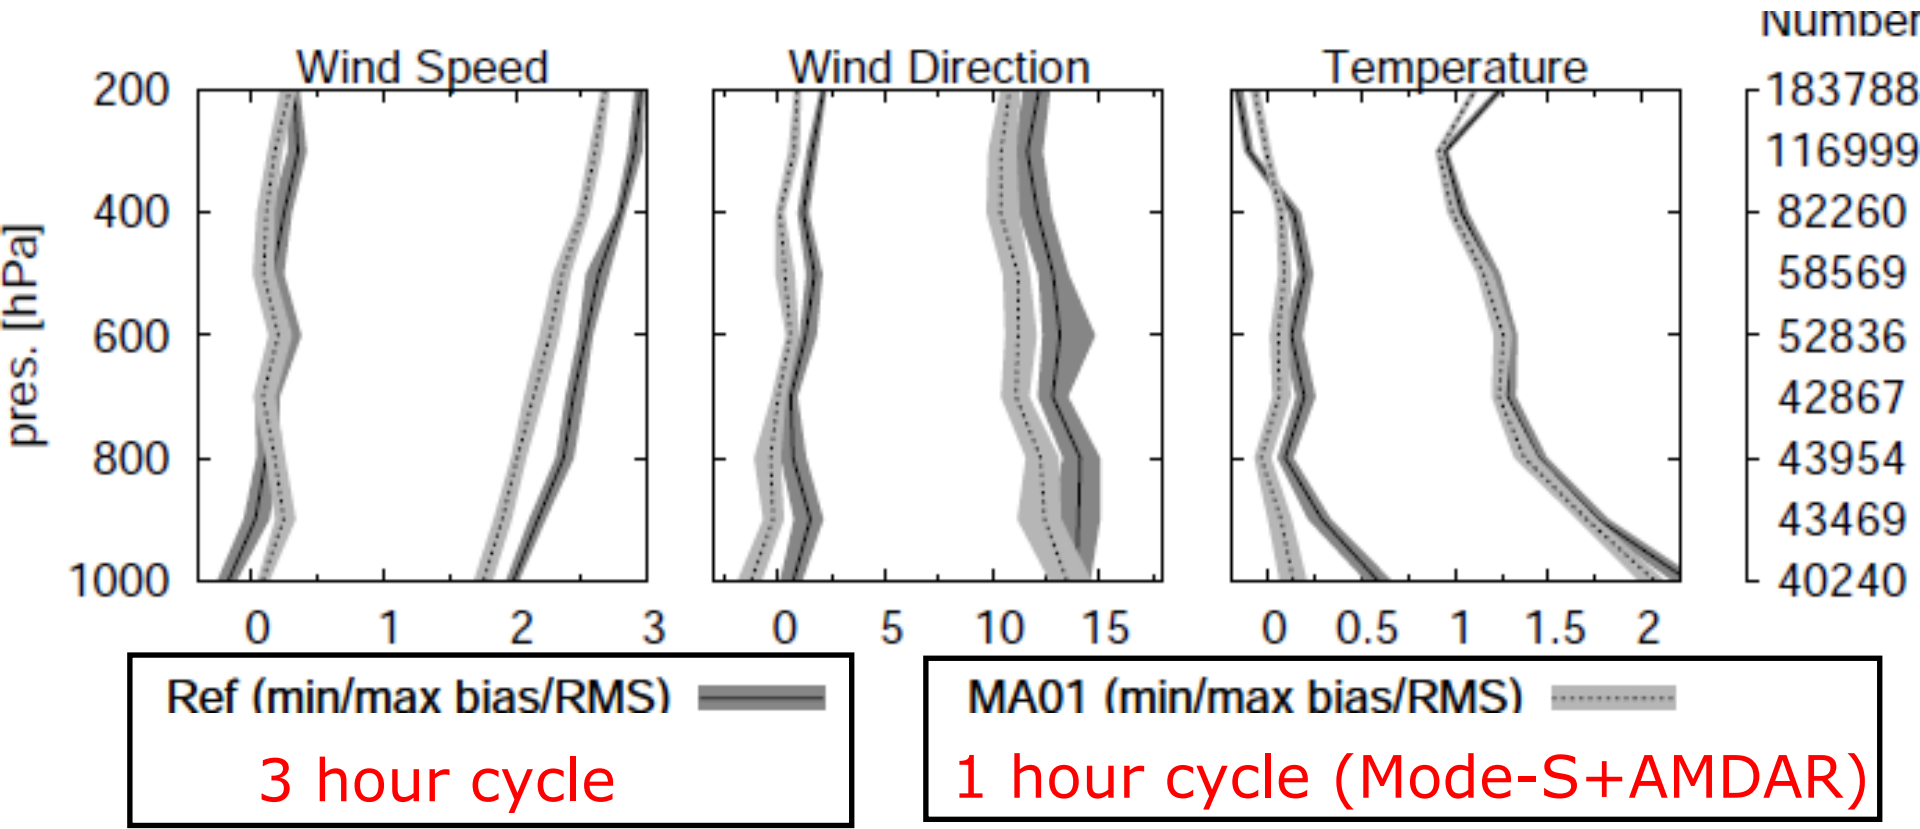 Number
Wind Speed Wind Direction Temperature
200 183788
116999
400 82260
58569
600 52836
42867
800 43954
43469
1000 40240
pres. [hPa]
0 1 2 3 0 5 10 15 0 0.5 1 1.5 2
Ref (min/max bias/RMS) MA01 (min/max bias/RMS)
3 hour cycle 1 hour cycle (Mode-S+AMDAR)